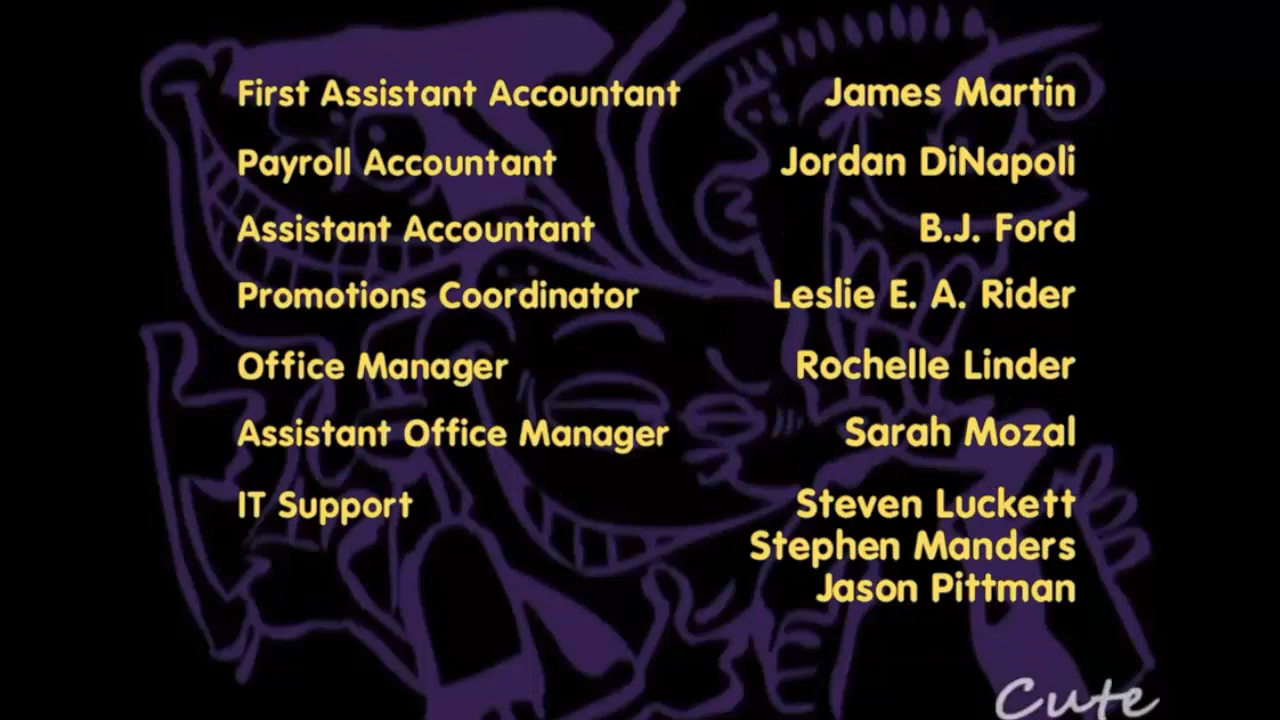 First Assistant Accountant James Martin
Payroll Accountant Jordan DiNapoli
Assistant Accountant B.J. Ford
Promotions Coordinator Leslie E. A. Rider
Office Manager Rochelle Linder
Assistant Office Manager Sarah Mozal
IT Support Steven Luckett
Stephen Manders
Jason Pittman
Cute